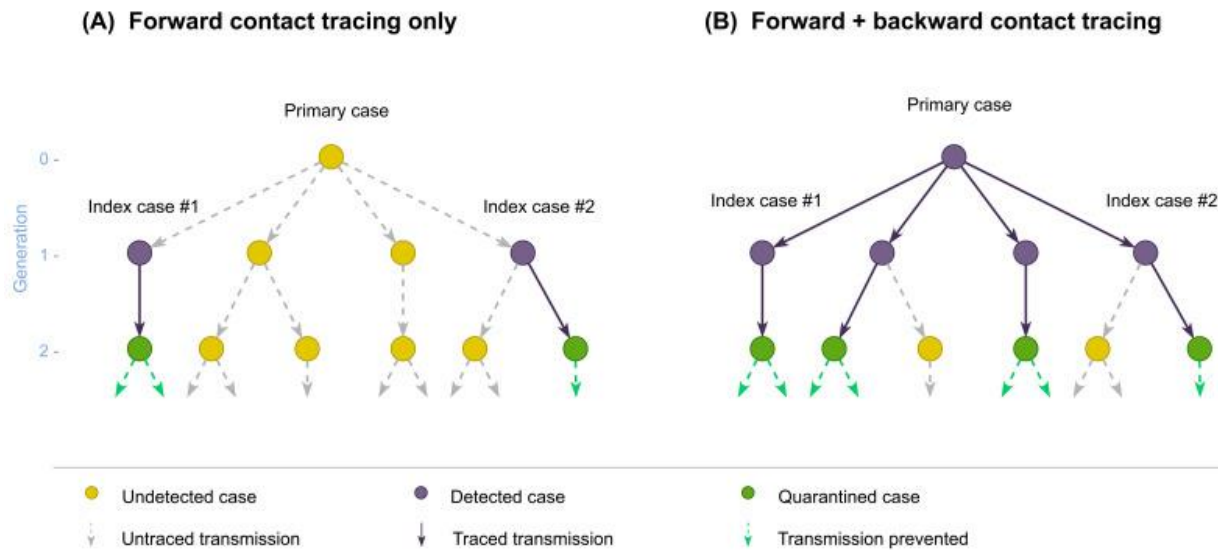 (A) Forward contact tracing only
(B) Forward + backward contact tracing
Primary case
Primary case
0 -
Index case #1
Index case #2
Index case #1
Index case #2
Generation
1 -
2 -
Undetected case
Detected case
Quarantined case
Untraced transmission
Traced transmission
Transmission prevented